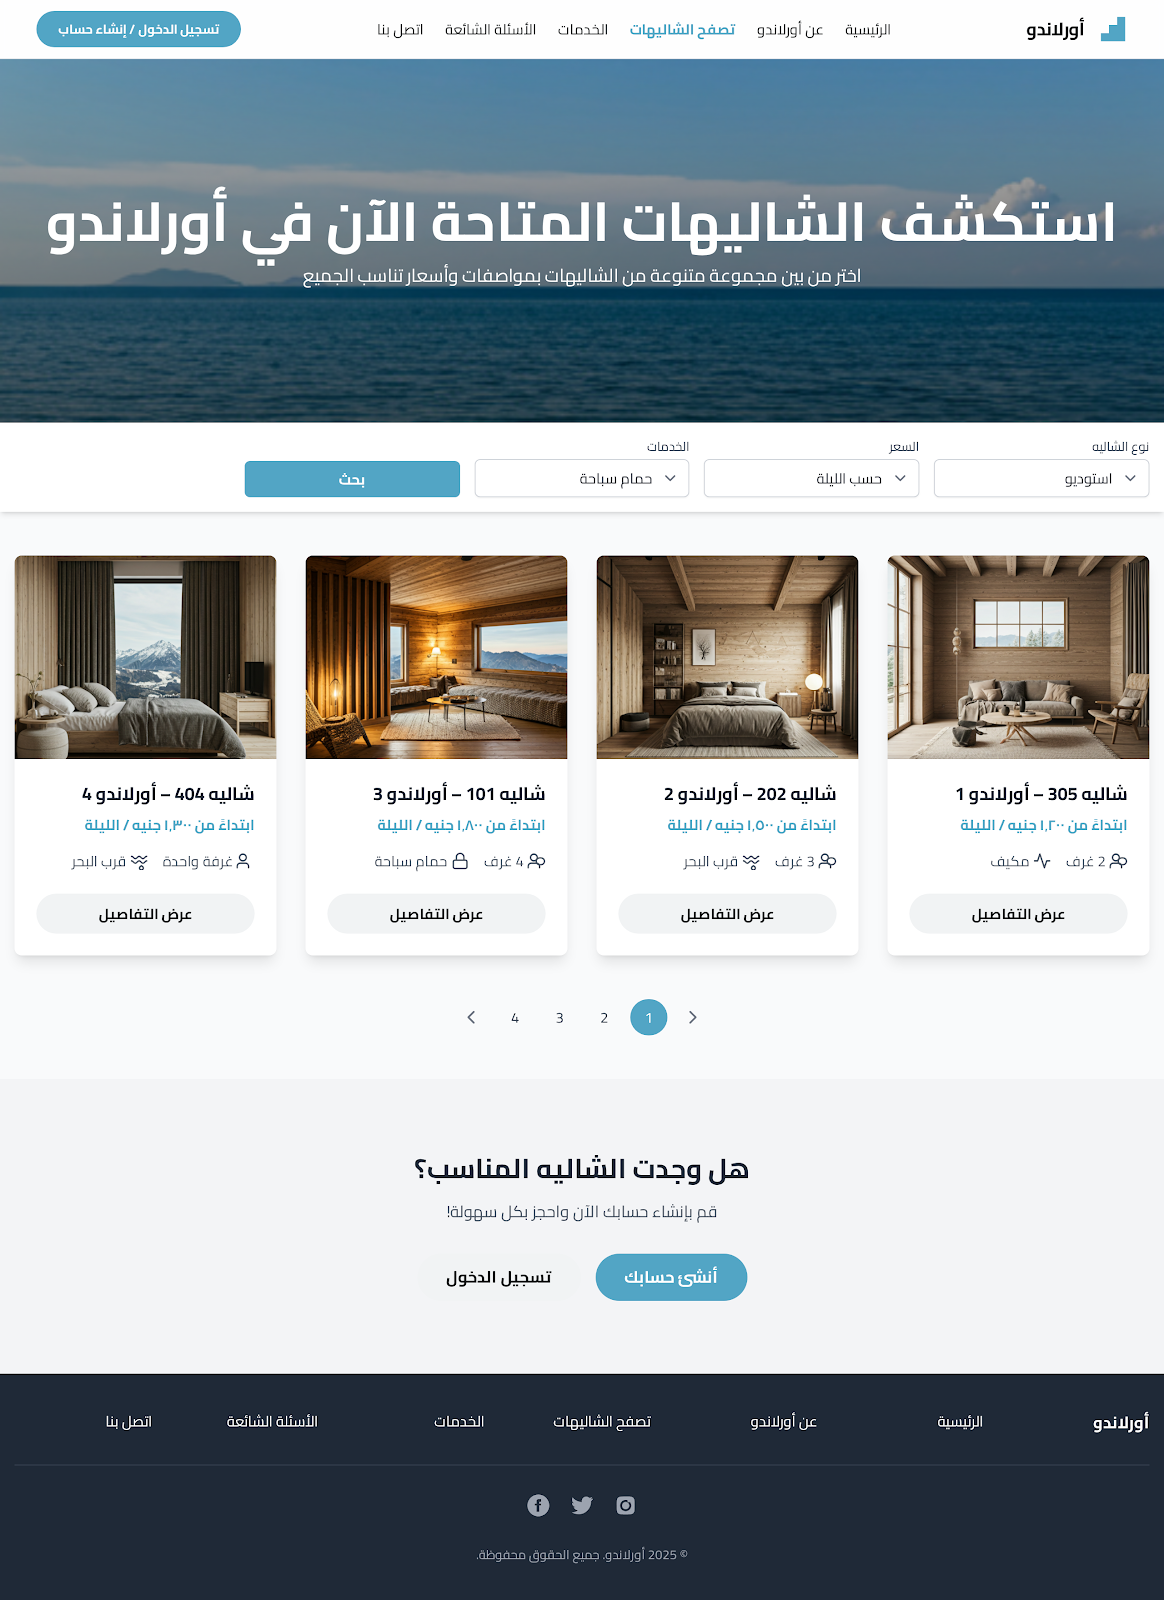 أورلاندو
الرئيسية
عن أورلاندو
تصفح الشاليهات
الخدمات
الأسئلة الشائعة
اتصل بنا
تسجيل الدخول / إنشاء حساب
استكشف الشاليهات المتاحة الآن في أورلاندو
اختر من بين مجموعة متنوعة من الشاليهات بمواصفات وأسعار تناسب الجميع
نوع الشاليه
استوديو
السعر
حسب الليلة
الخدمات
حمام سباحة
بحث
شاليه 305 – أورلاندو 1
ابتداءً من ١,٢٠٠ جنيه / الليلة
2 غرف
مكيف
عرض التفاصيل
شاليه 202 – أورلاندو 2
ابتداءً من ١,٥٠٠ جنيه / الليلة
3 غرف
قرب البحر
عرض التفاصيل
شاليه 101 – أورلاندو 3
ابتداءً من ١,٨٠٠ جنيه / الليلة
4 غرف
حمام سباحة
عرض التفاصيل
شاليه 404 – أورلاندو 4
ابتداءً من ١,٣٠٠ جنيه / الليلة
غرفة واحدة
قرب البحر
عرض التفاصيل
1 2 3 4
هل وجدت الشاليه المناسب؟
قم بإنشاء حسابك الآن واحجز بكل سهولة!
أنشئ حسابك
تسجيل الدخول
أورلاندو
الرئيسية
عن أورلاندو
تصفح الشاليهات
الخدمات
الأسئلة الشائعة
اتصل بنا
© 2025 أورلاندو. جميع الحقوق محفوظة.